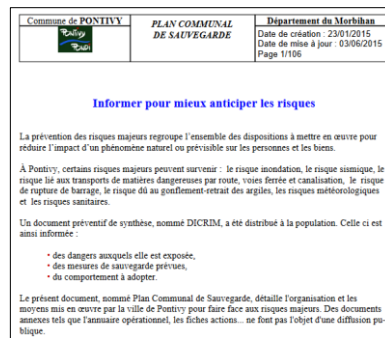 Commune de PONTIVY
Pontivy
Pondi
PLAN COMMUNAL
DE SAUVEGARDE
Département du Morbihan
Date de création : 23/01/2015
Date de mise à jour : 03/06/2015
Page 1/106
Informer pour mieux anticiper les risques
La prévention des risques majeurs regroupe l'ensemble des dispositions à mettre en œuvre pour
réduire l'impact d'un phénomène naturel ou prévisible sur les personnes et les biens.
À Pontivy, certains risques majeurs peuvent survenir : le risque inondation, le risque sismique, le
risque lié aux transports de matières dangereuses par route, voies ferrée et canalisation, le risque
de rupture de barrage, le risque dû au gonflement-retrait des argiles, les risques météorologiques
et les risques sanitaires.
Un document préventif de synthèse, nommé DICRIM, a été distribué à la population. Celle ci est
ainsi informée :
• des dangers auxquels elle est exposée,
• des mesures de sauvegarde prévues,
• du comportement à adopter.
Le présent document, nommé Plan Communal de Sauvegarde, détaille l'organisation et les
moyens mis en œuvre par la ville de Pontivy pour faire face aux risques majeurs. Des documents
annexes tels que l'annuaire opérationnel, les fiches actions... ne font pas l'objet d'une diffusion pu-
blique.